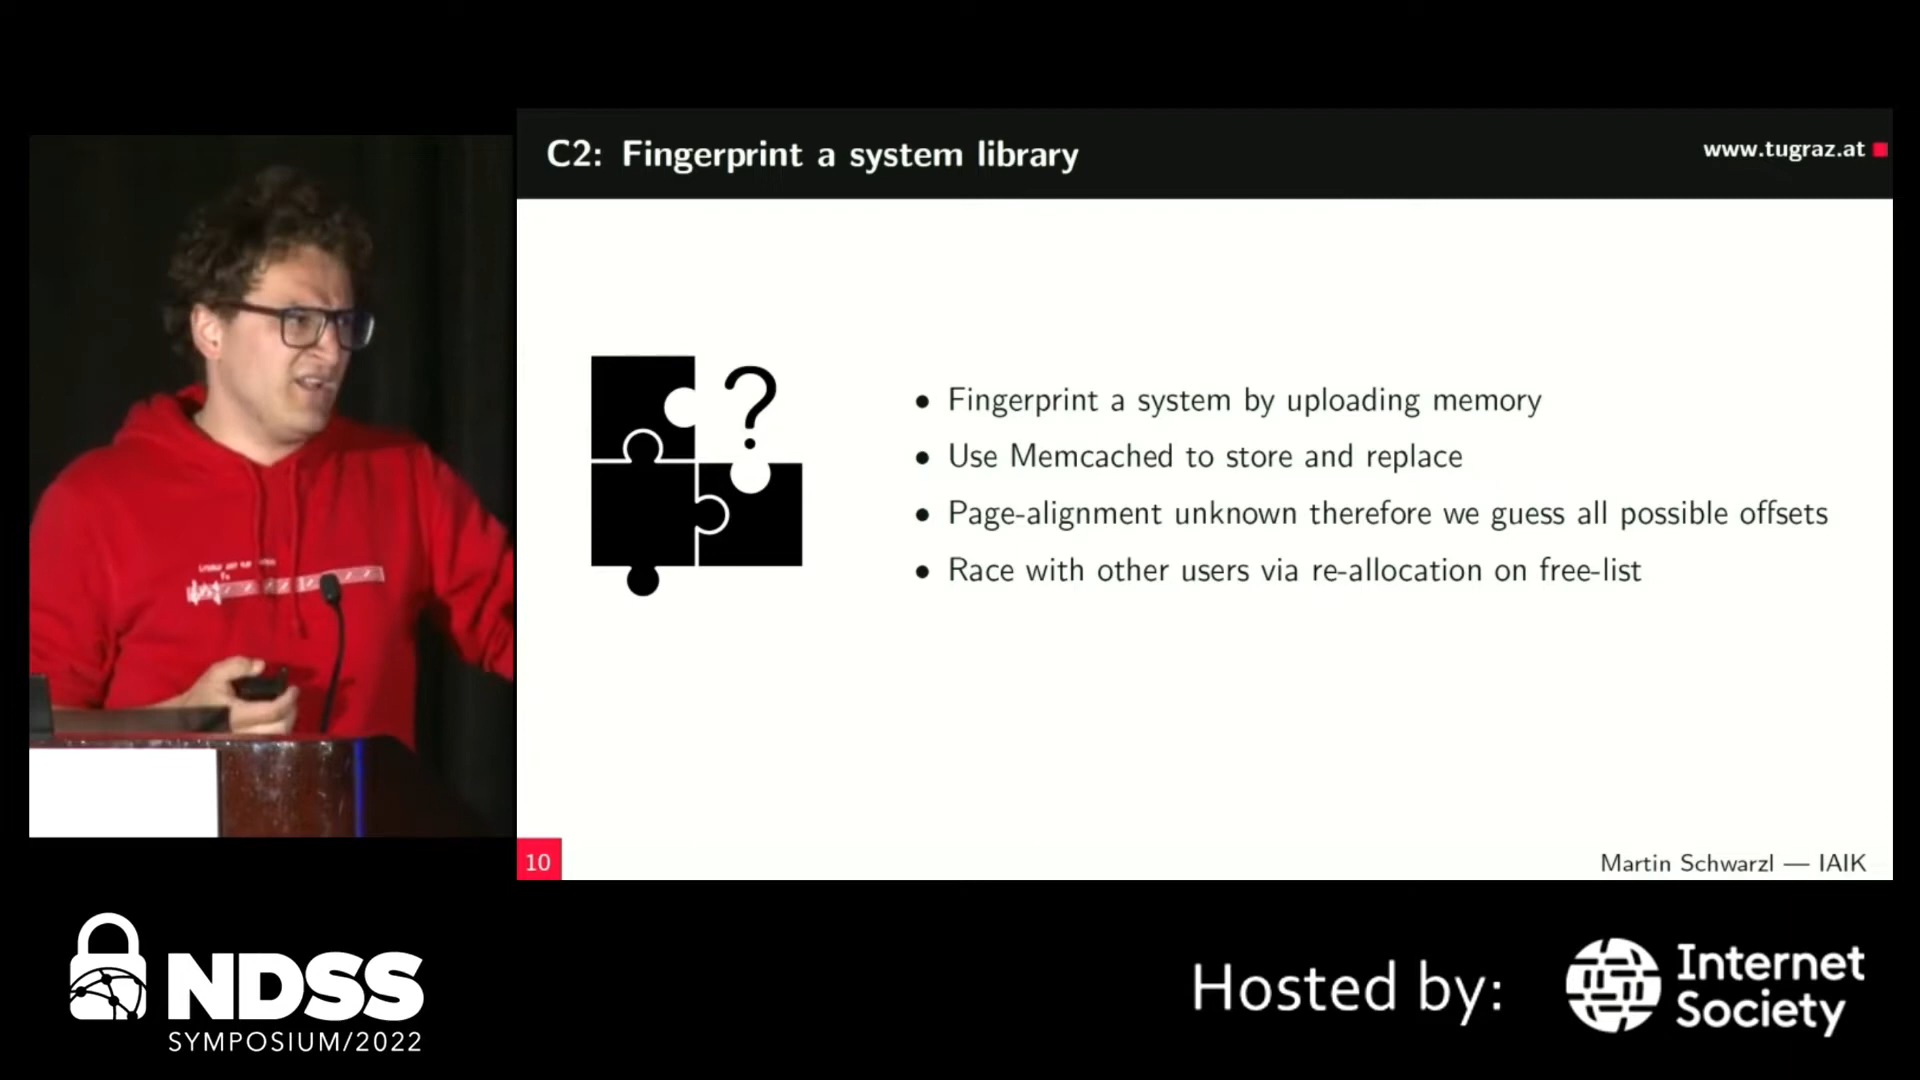 C2: Fingerprint a system library
www.tugraz.at
?
• Fingerprint a system by uploading memory
• Use Memcached to store and replace
• Page-alignment unknown therefore we guess all possible offsets
• Race with other users via re-allocation on free-list
10
Martin Schwarzl — IAIK
NDSS
SYMPOSIUM/2022
Hosted by:
Internet
Society